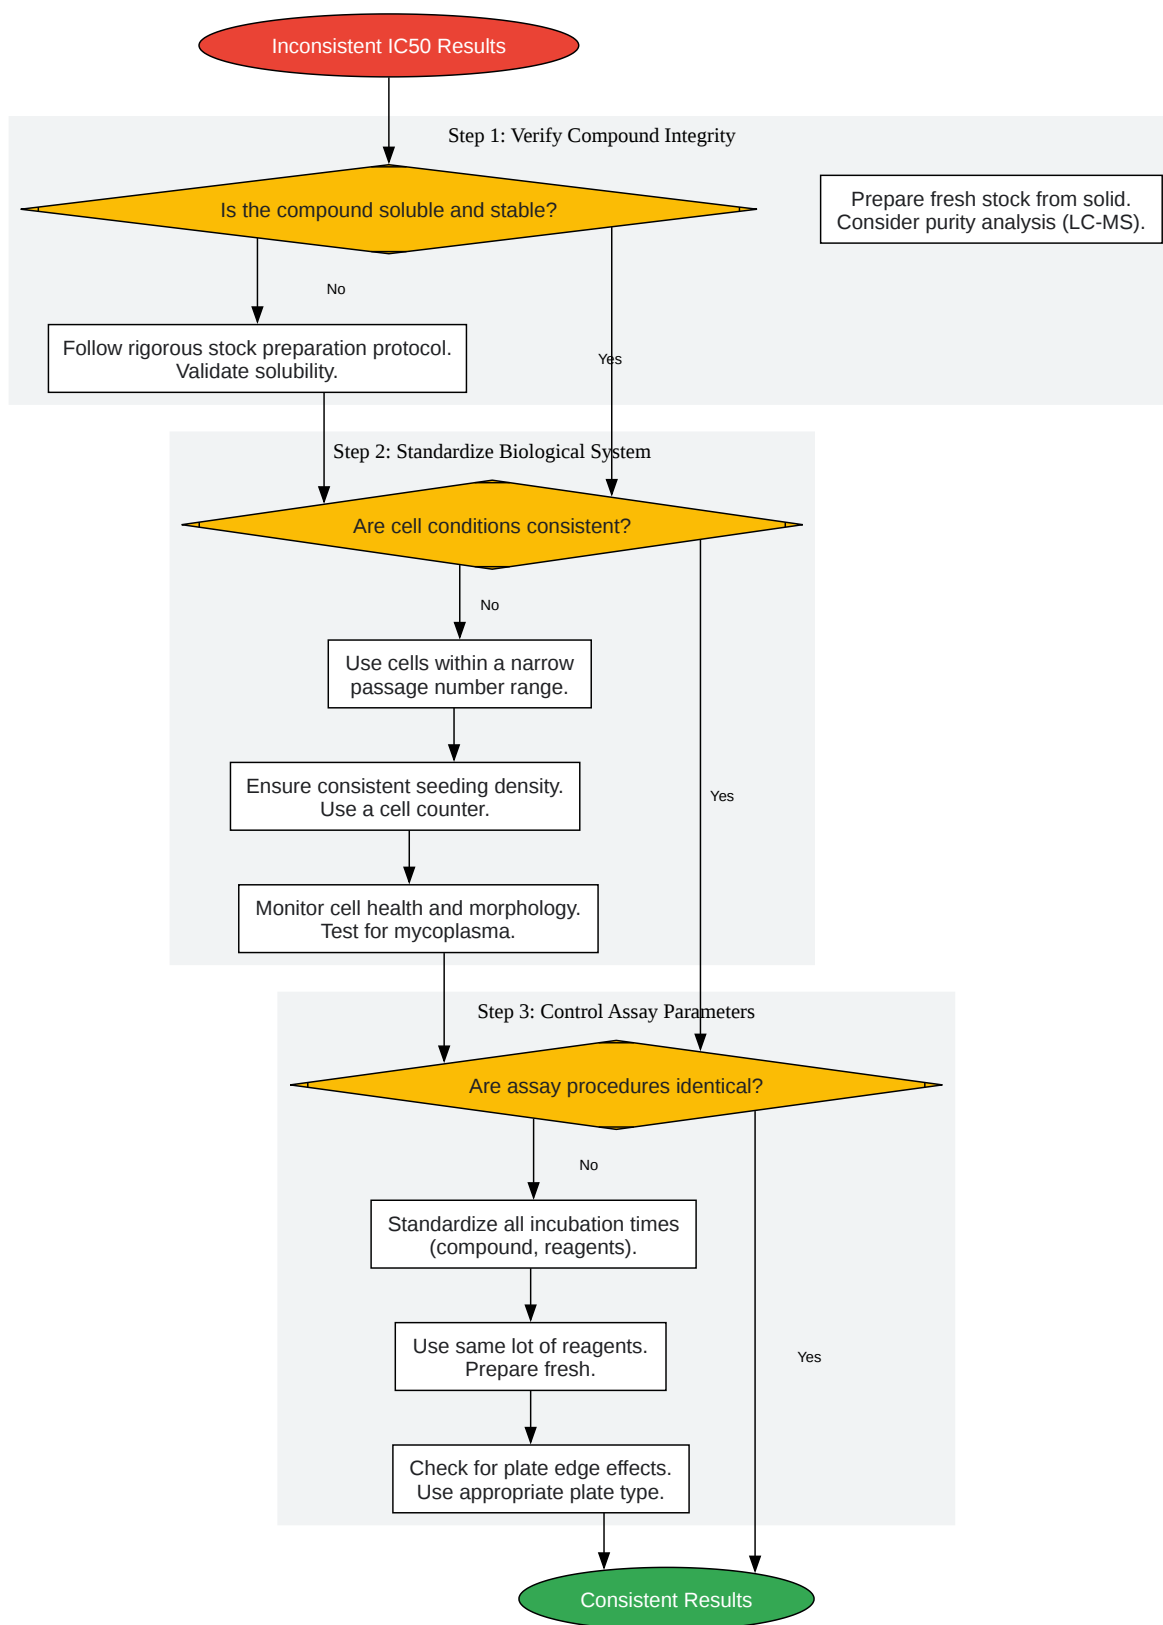 Inconsistent IC50 Results
Step 1: Verify Compound Integrity
Is the compound soluble and stable?
Prepare fresh stock from solid.
Consider purity analysis (LC-MS).
No
Follow rigorous stock preparation protocol.
Validate solubility.
Yes
Step 2: Standardize Biological System
Are cell conditions consistent?
No
Use cells within a narrow
passage number range.
Ensure consistent seeding density.
Use a cell counter.
Yes
Monitor cell health and morphology.
Test for mycoplasma.
Step 3: Control Assay Parameters
Are assay procedures identical?
No
Standardize all incubation times
(compound, reagents).
Use same lot of reagents.
Prepare fresh.
Yes
Check for plate edge effects.
Use appropriate plate type.
Consistent Results